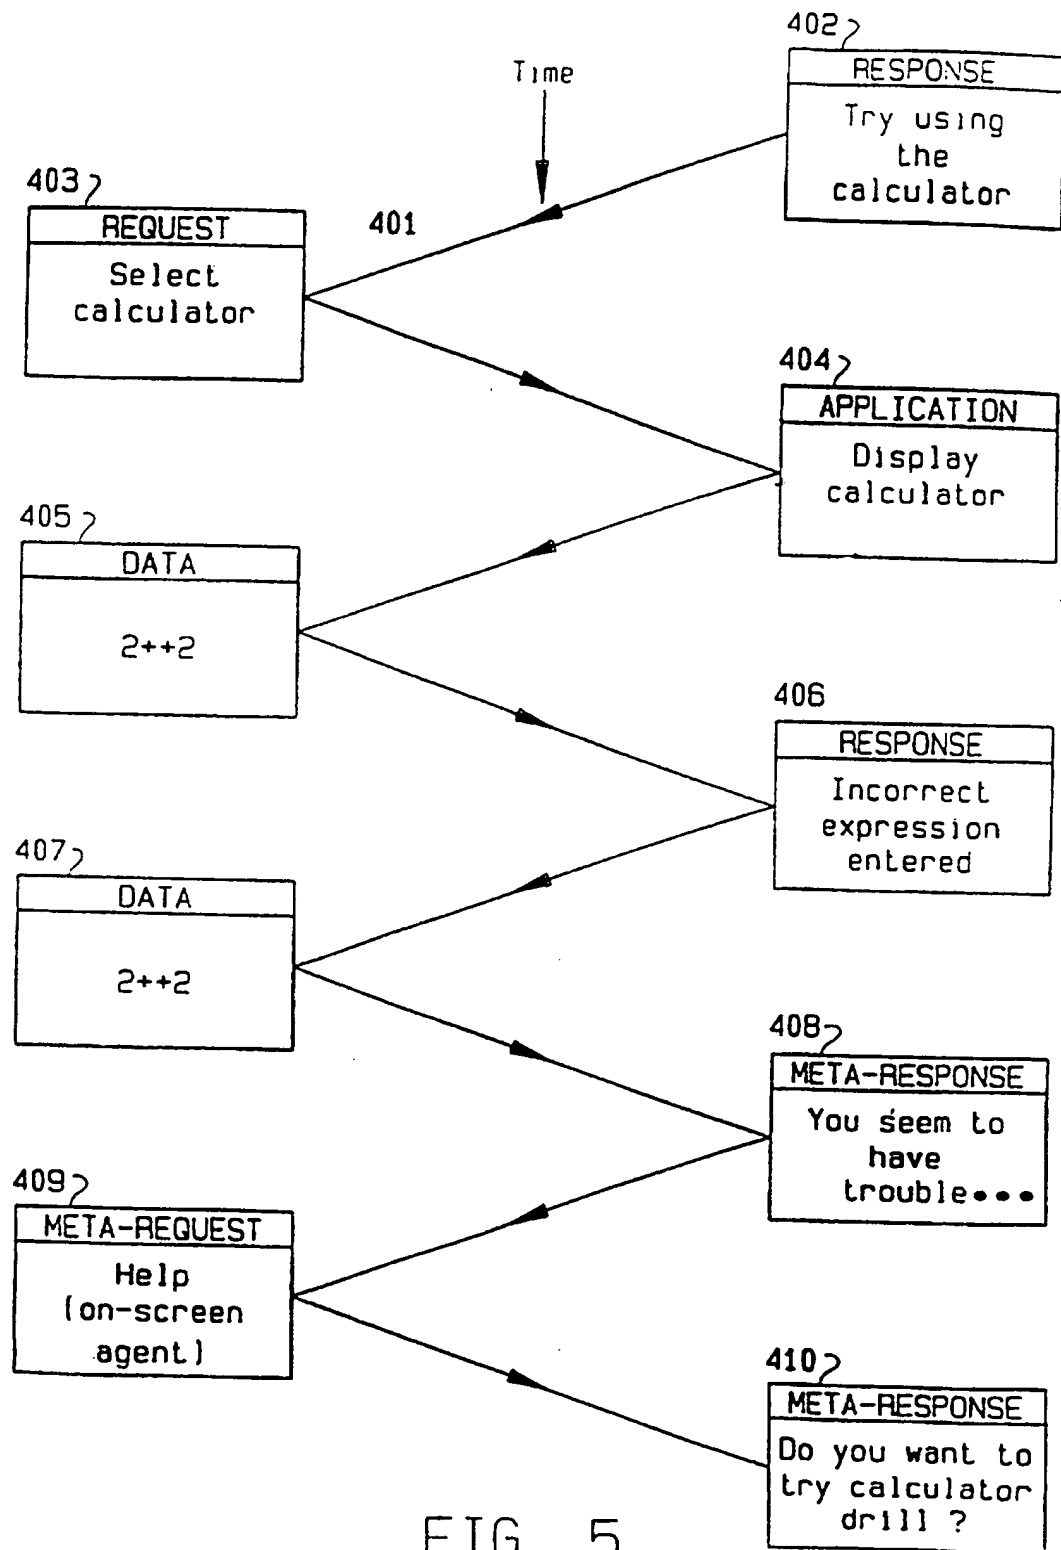 402
RESPONSE
Try using
the
calculator
Time
403
REQUEST
Select
calculator
401
404
APPLICATION
Display
calculator
405
DATA
2++2
406
RESPONSE
Incorrect
expression
entered
407
DATA
2++2
408
META-RESPONSE
You seem to
have
trouble•••
409
META-REQUEST
Help
(on-screen
agent)
410
META-RESPONSE
Do you want to
try calculator
drill ?
FIG 5